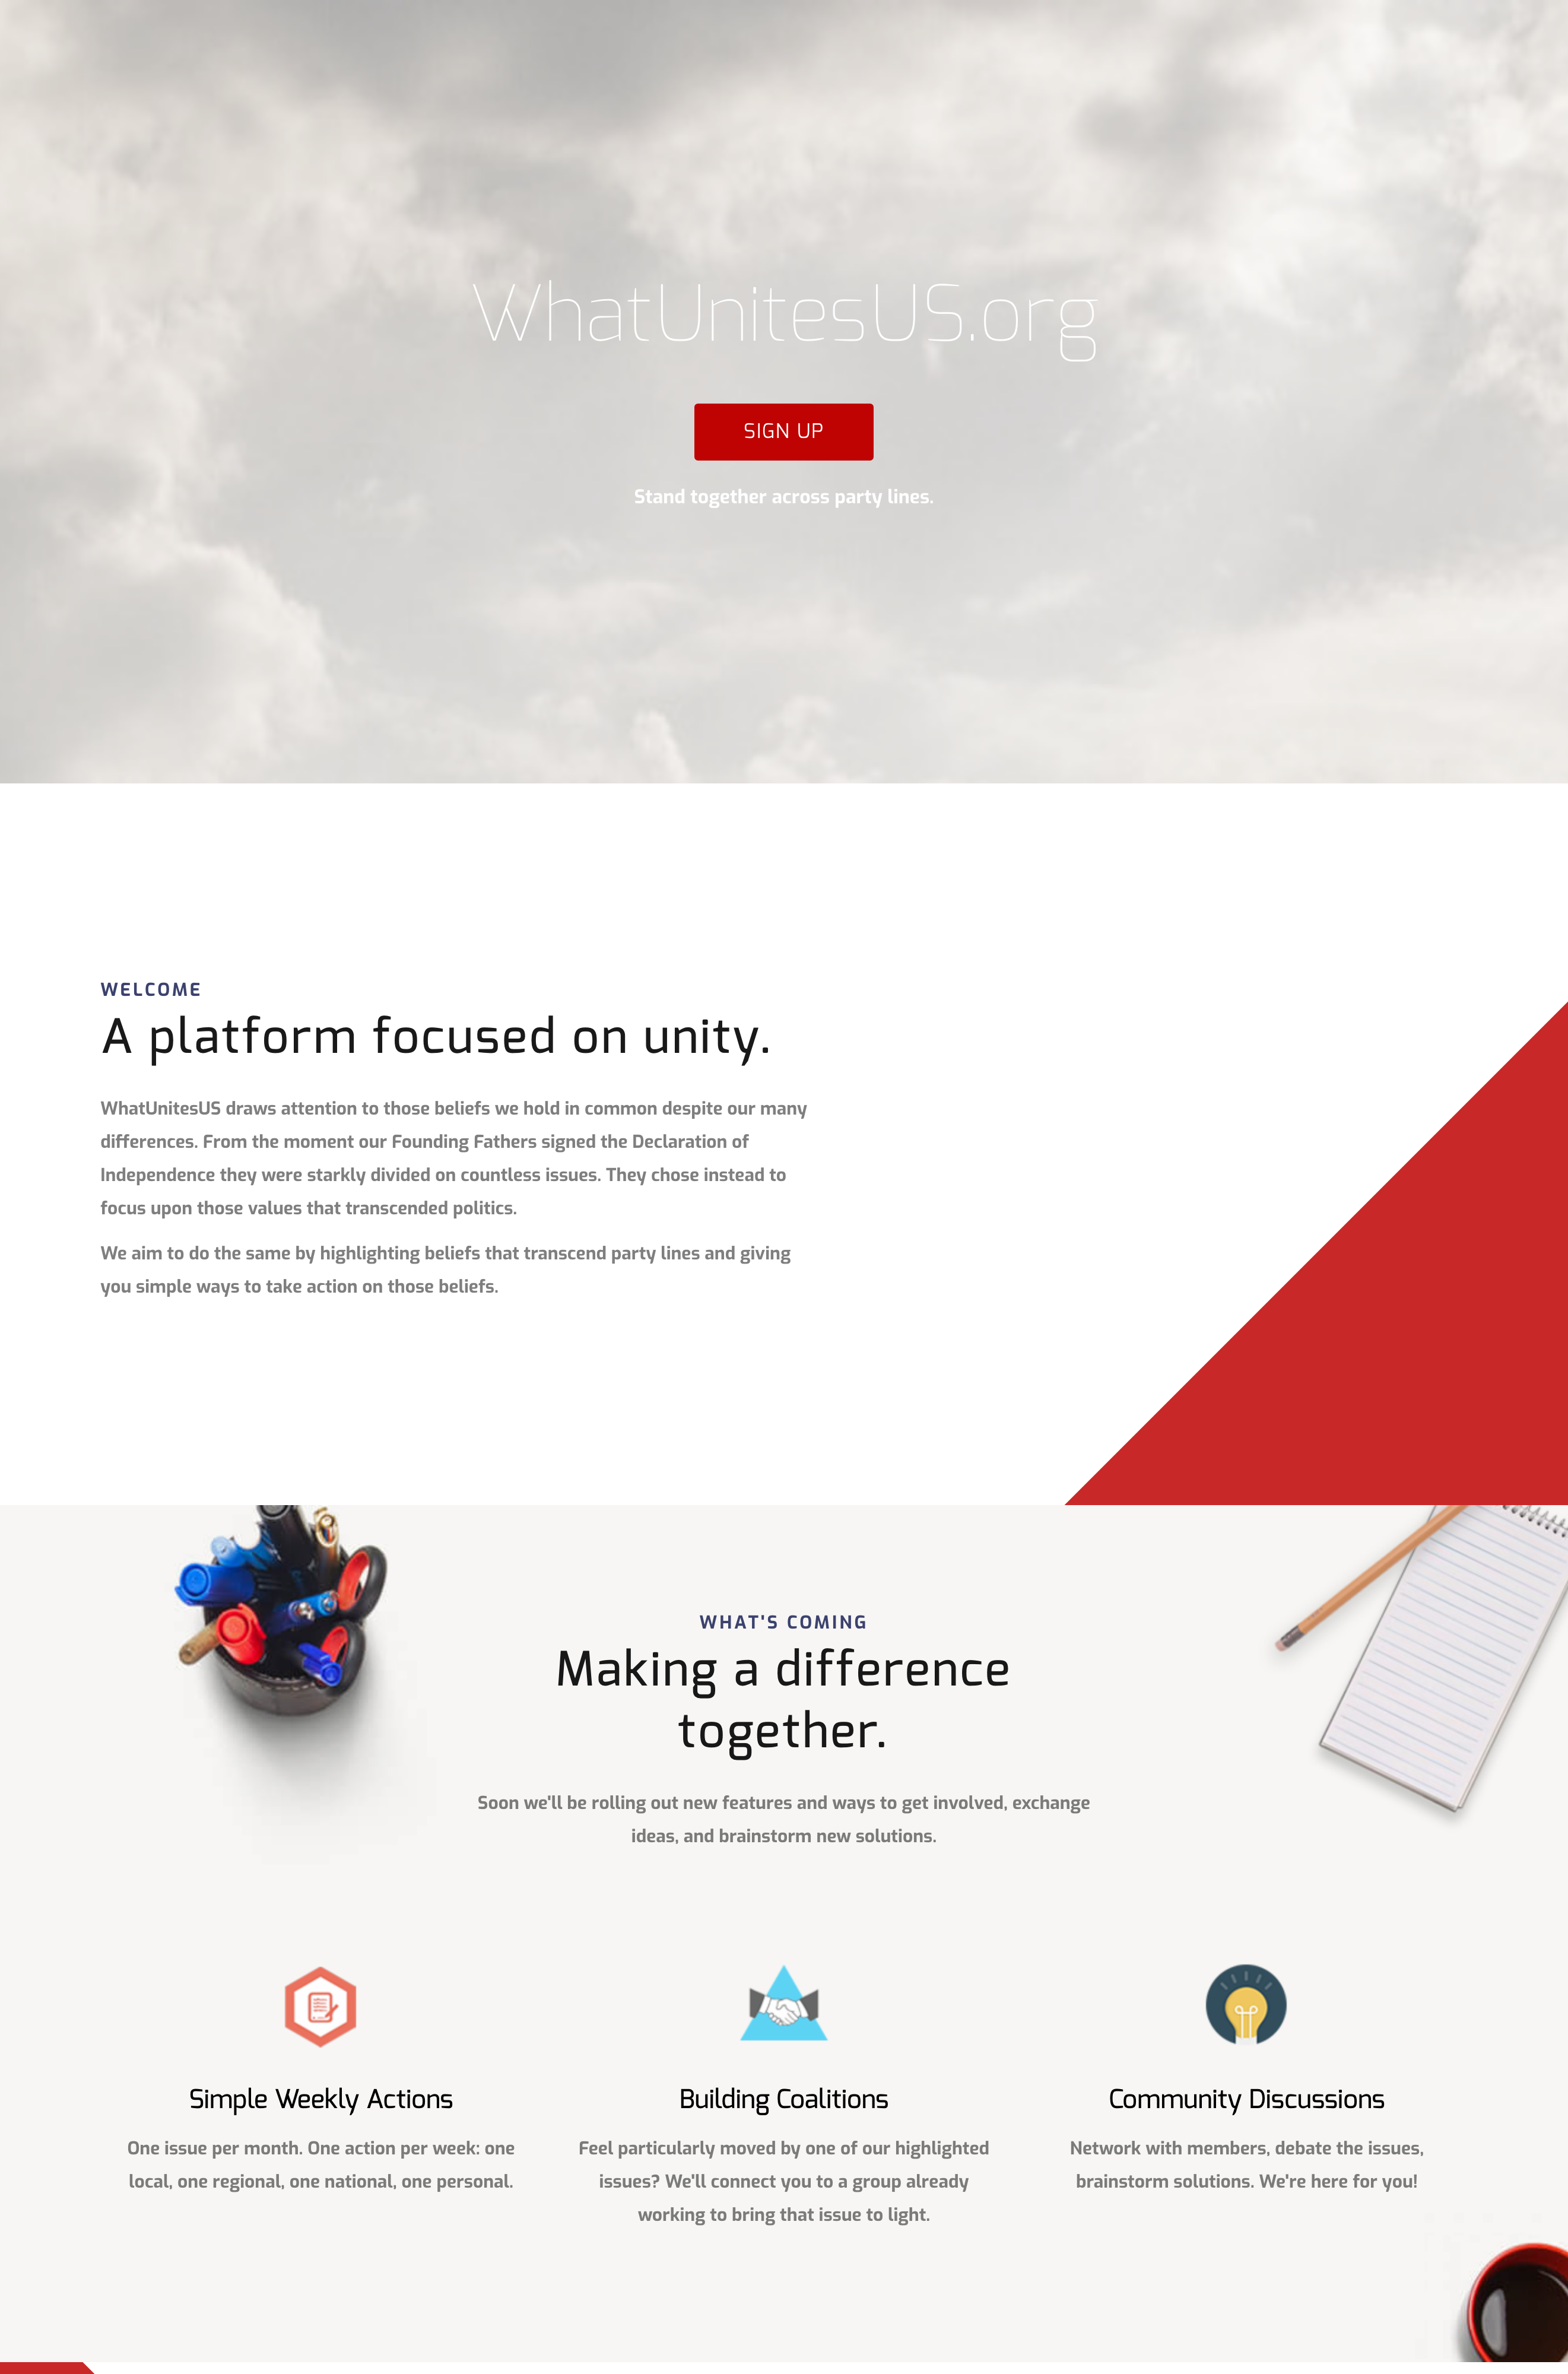 WhatUnitesUS.org
SIGN UP
Stand together across party lines.
WELCOME
A platform focused on unity.
WhatUnitesUS draws attention to those beliefs we hold in common despite our many
differences. From the moment our Founding Fathers signed the Declaration of
Independence they were starkly divided on countless issues. They chose instead to
focus upon those values that transcended politics.
We aim to do the same by highlighting beliefs that transcend party lines and giving
you simple ways to take action on those beliefs.
WHAT'S COMING
Making a difference
together.
Soon we'll be rolling out new features and ways to get involved, exchange
ideas, and brainstorm new solutions.
Simple Weekly Actions
One issue per month. One action per week: one
local, one regional, one national, one personal.
Building Coalitions
Feel particularly moved by one of our highlighted
issues? We'll connect you to a group already
working to bring that issue to light.
Community Discussions
Network with members, debate the issues,
brainstorm solutions. We're here for you!